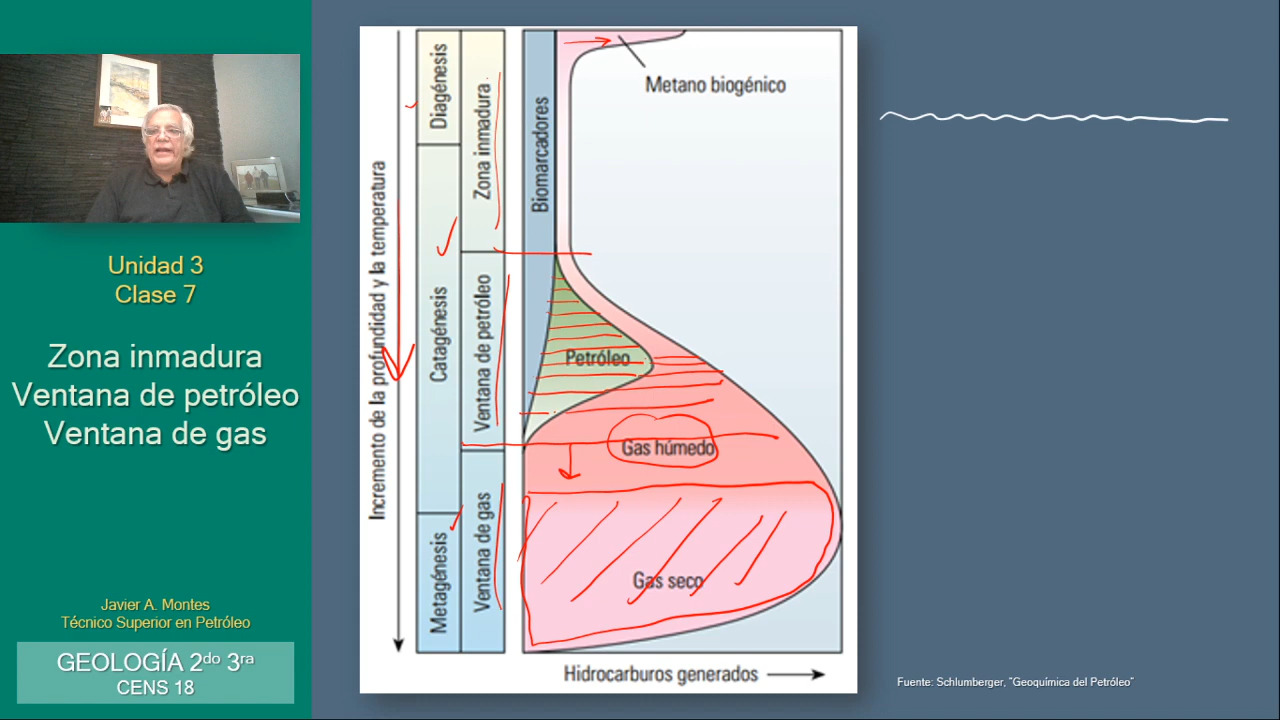 Unidad 3
Clase 7
Zona inmadura
Ventana de petróleo
Ventana de gas
Javier A. Montes
Técnico Superior en Petróleo
GEOLOGÍA 2do 3ra
CENS 18
Incremento de la profundidad y la temperatura
Diagénesis
Catagénesis
Metagénesis
Zona inmadura
Ventana de petróleo
Ventana de gas
Biomarcadores
Metano biogénico
Petróleo
Gas húmedo
Gas seco
Hidrocarburos generados
Fuente: Schlumberger, "Geoquímica del Petróleo"